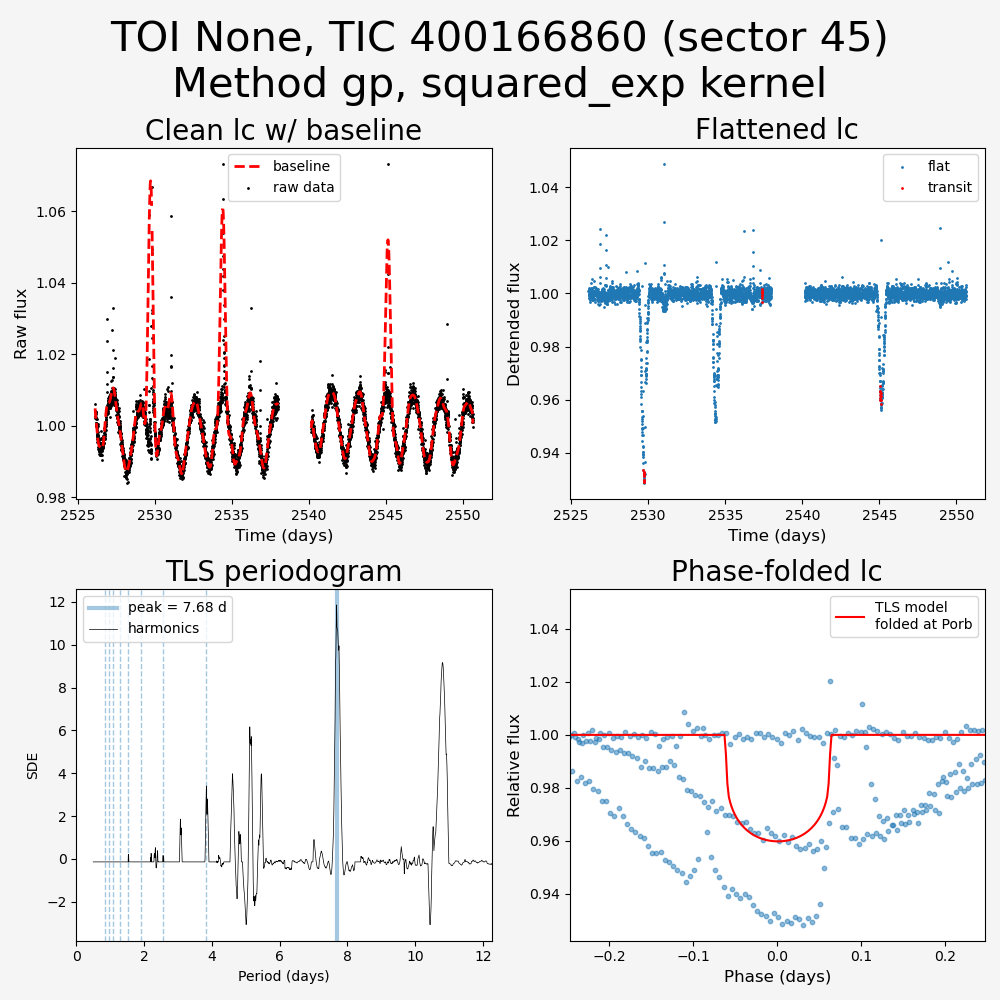 TOI None, TIC 400166860 (sector 45)
Method gp, squared_exp kernel
Clean lc w/ baseline
baseline
raw data
Raw flux
1.06
1.04
1.02
1.00
0.98
2525 2530 2535 2540 2545 2550
Time (days)
Flattened lc
flat
transit
Detrended flux
1.04
1.02
1.00
0.98
0.96
0.94
2525 2530 2535 2540 2545 2550
Time (days)
TLS periodogram
peak = 7.68 d
harmonics
SDE
12
10
8
6
4
2
0
−2
0 2 4 6 8 10 12
Period (days)
Phase-folded lc
TLS model
folded at Porb
Relative flux
1.04
1.02
1.00
0.98
0.96
0.94
−0.2 −0.1 0.0 0.1 0.2
Phase (days)